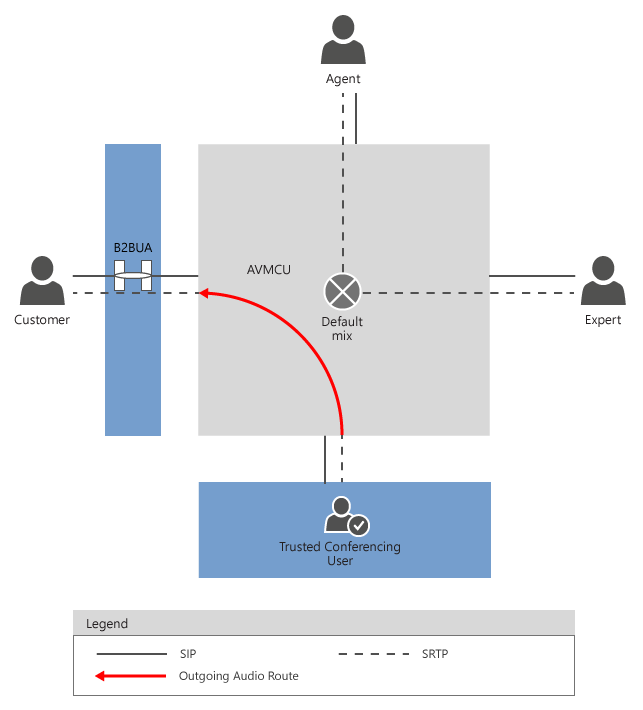 Agent
B2BUA
AVMCU
Customer
Default
mix
Expert
Trusted Conferencing
User
Legend
SIP
SRTP
Outgoing Audio Route